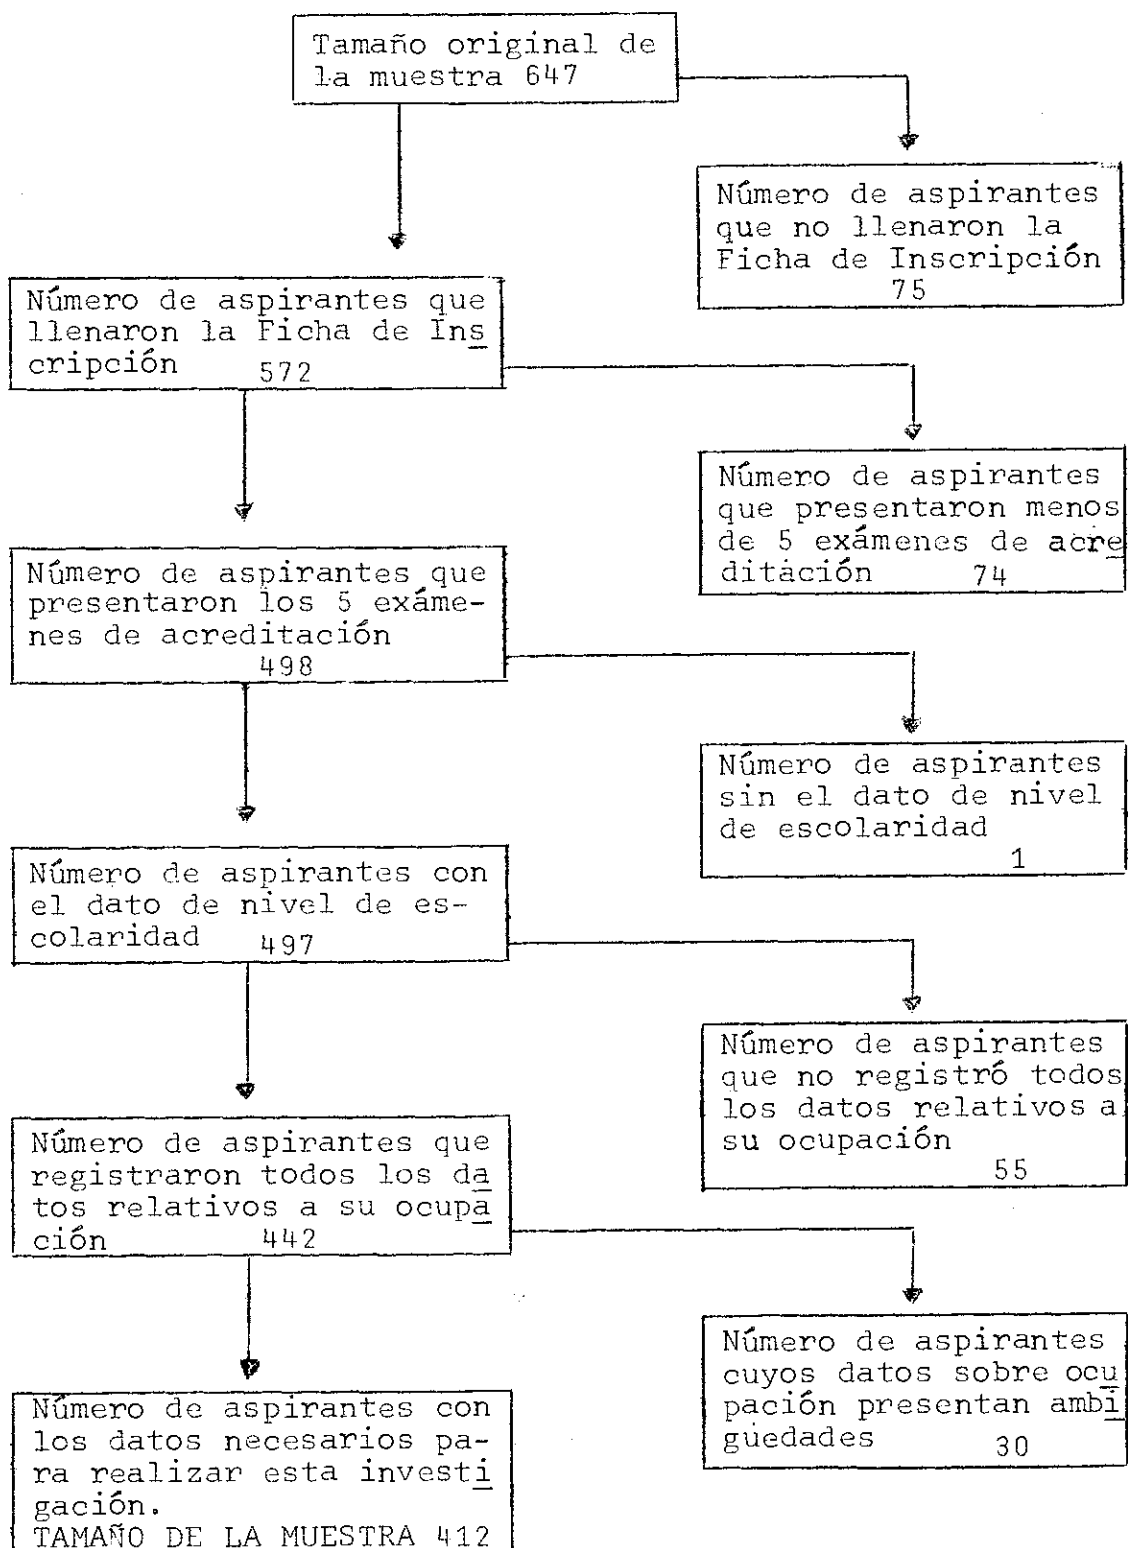 Tamaño original de
la muestra 647
Número de aspirantes
que no llenaron la
Ficha de Inscripción
75
Número de aspirantes que
llenaron la Ficha de Ins
cripción 572
Número de aspirantes
que presentaron menos
de 5 exámenes de acre
ditación 74
Número de aspirantes que
presentaron los 5 exáme-
nes de acreditación
498
Número de aspirantes
sin el dato de nivel
de escolaridad
1
Número de aspirantes con
el dato de nivel de es-
colaridad 497
Número de aspirantes
que no registró todos
los datos relativos a
su ocupación
55
Número de aspirantes que
registraron todos los da
tos relativos a su ocupa
ción 442
Número de aspirantes
cuyos datos sobre ocu
pación presentan ambi
guedades 30
Número de aspirantes con
los datos necesarios pa-
ra realizar esta investi
gación.
TAMAÑO DE LA MUESTRA 412